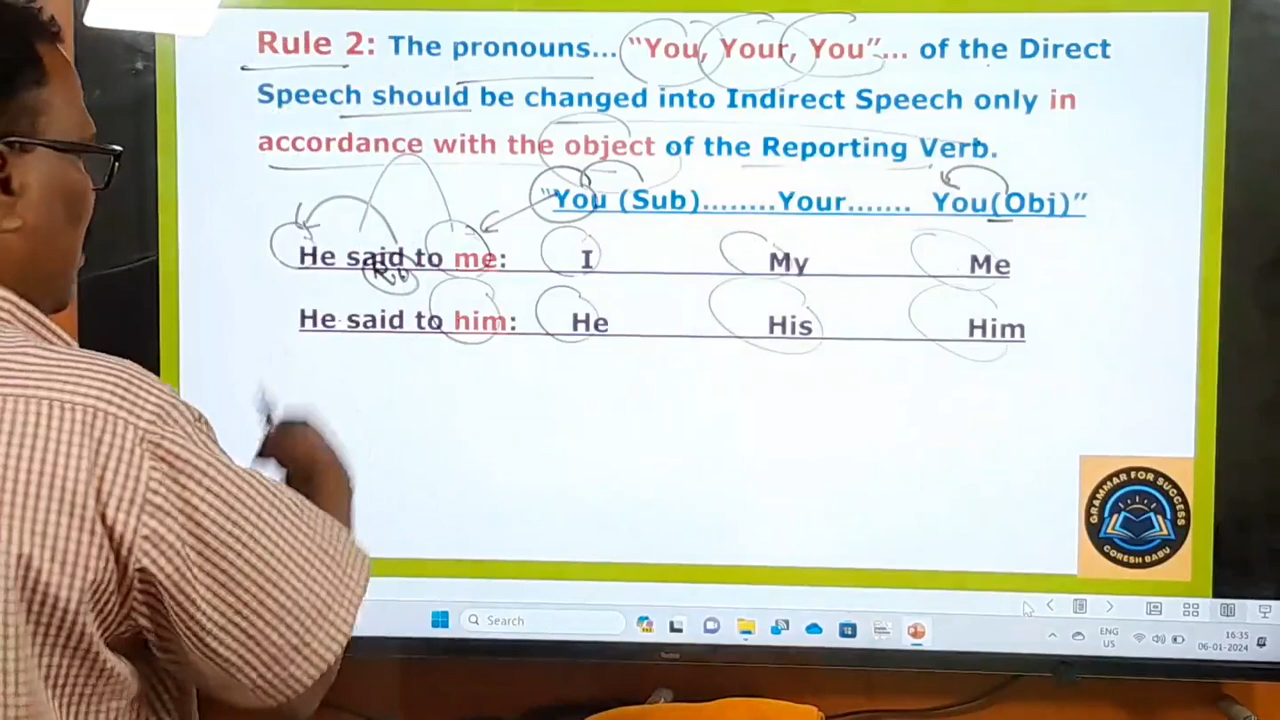 Rule 2: The pronouns... “You, Your, You”... of the Direct
Speech should be changed into Indirect Speech only in
accordance with the object of the Reporting Verb.
“You (Sub)........Your....... You(Obj)”
He said to me: I My Me
He said to him: He His Him
GRAMMAR FOR SUCCESS
CORESH BABU
Search
ENG
US
16:35
06-01-2024